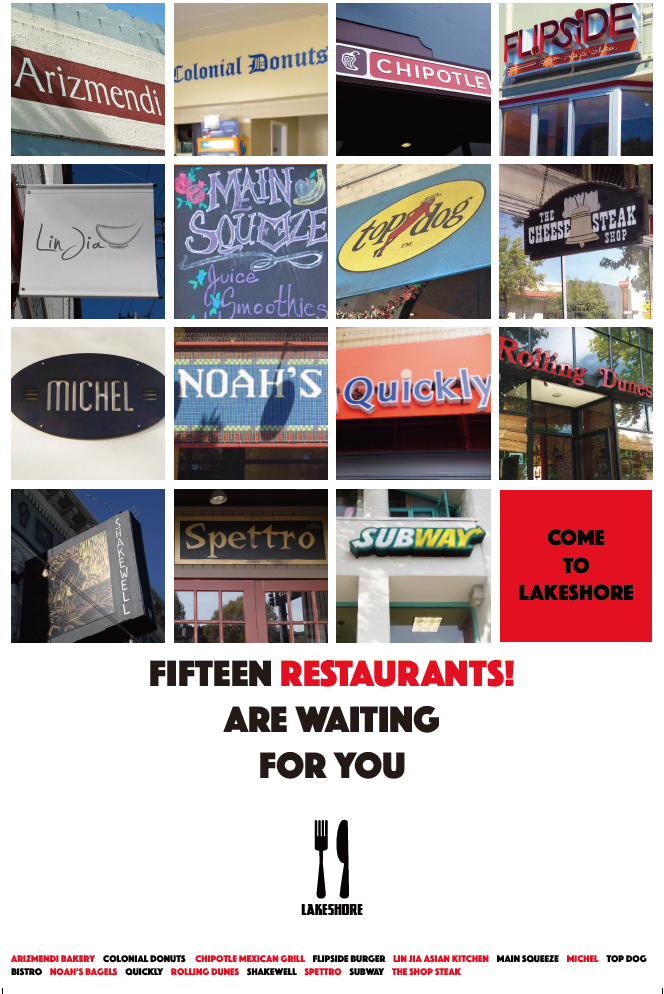 Arizmendi
Colonial Donuts
CHIPOTLE
FLIPSiDE
Lin Jia
MAIN
SQUEEZE
Juice
Smoothies
top dog
TM
THE
CHEESE STEAK
SHOP
MICHEL
NOAH'S
Quickly
Rolling Dunes
SHAKEWELL
Spettro
SUBWAY
COME
TO
LAKESHORE
FIFTEEN RESTAURANTS!
ARE WAITING
FOR YOU
LAKESHORE
ARIZMENDI BAKERY COLONIAL DONUTS CHIPOTLE MEXICAN GRILL FLIPSIDE BURGER LIN JIA ASIAN KITCHEN MAIN SQUEEZE MICHEL TOP DOG
BISTRO NOAH'S BAGELS QUICKLY ROLLING DUNES SHAKEWELL SPETTRO SUBWAY THE SHOP STEAK